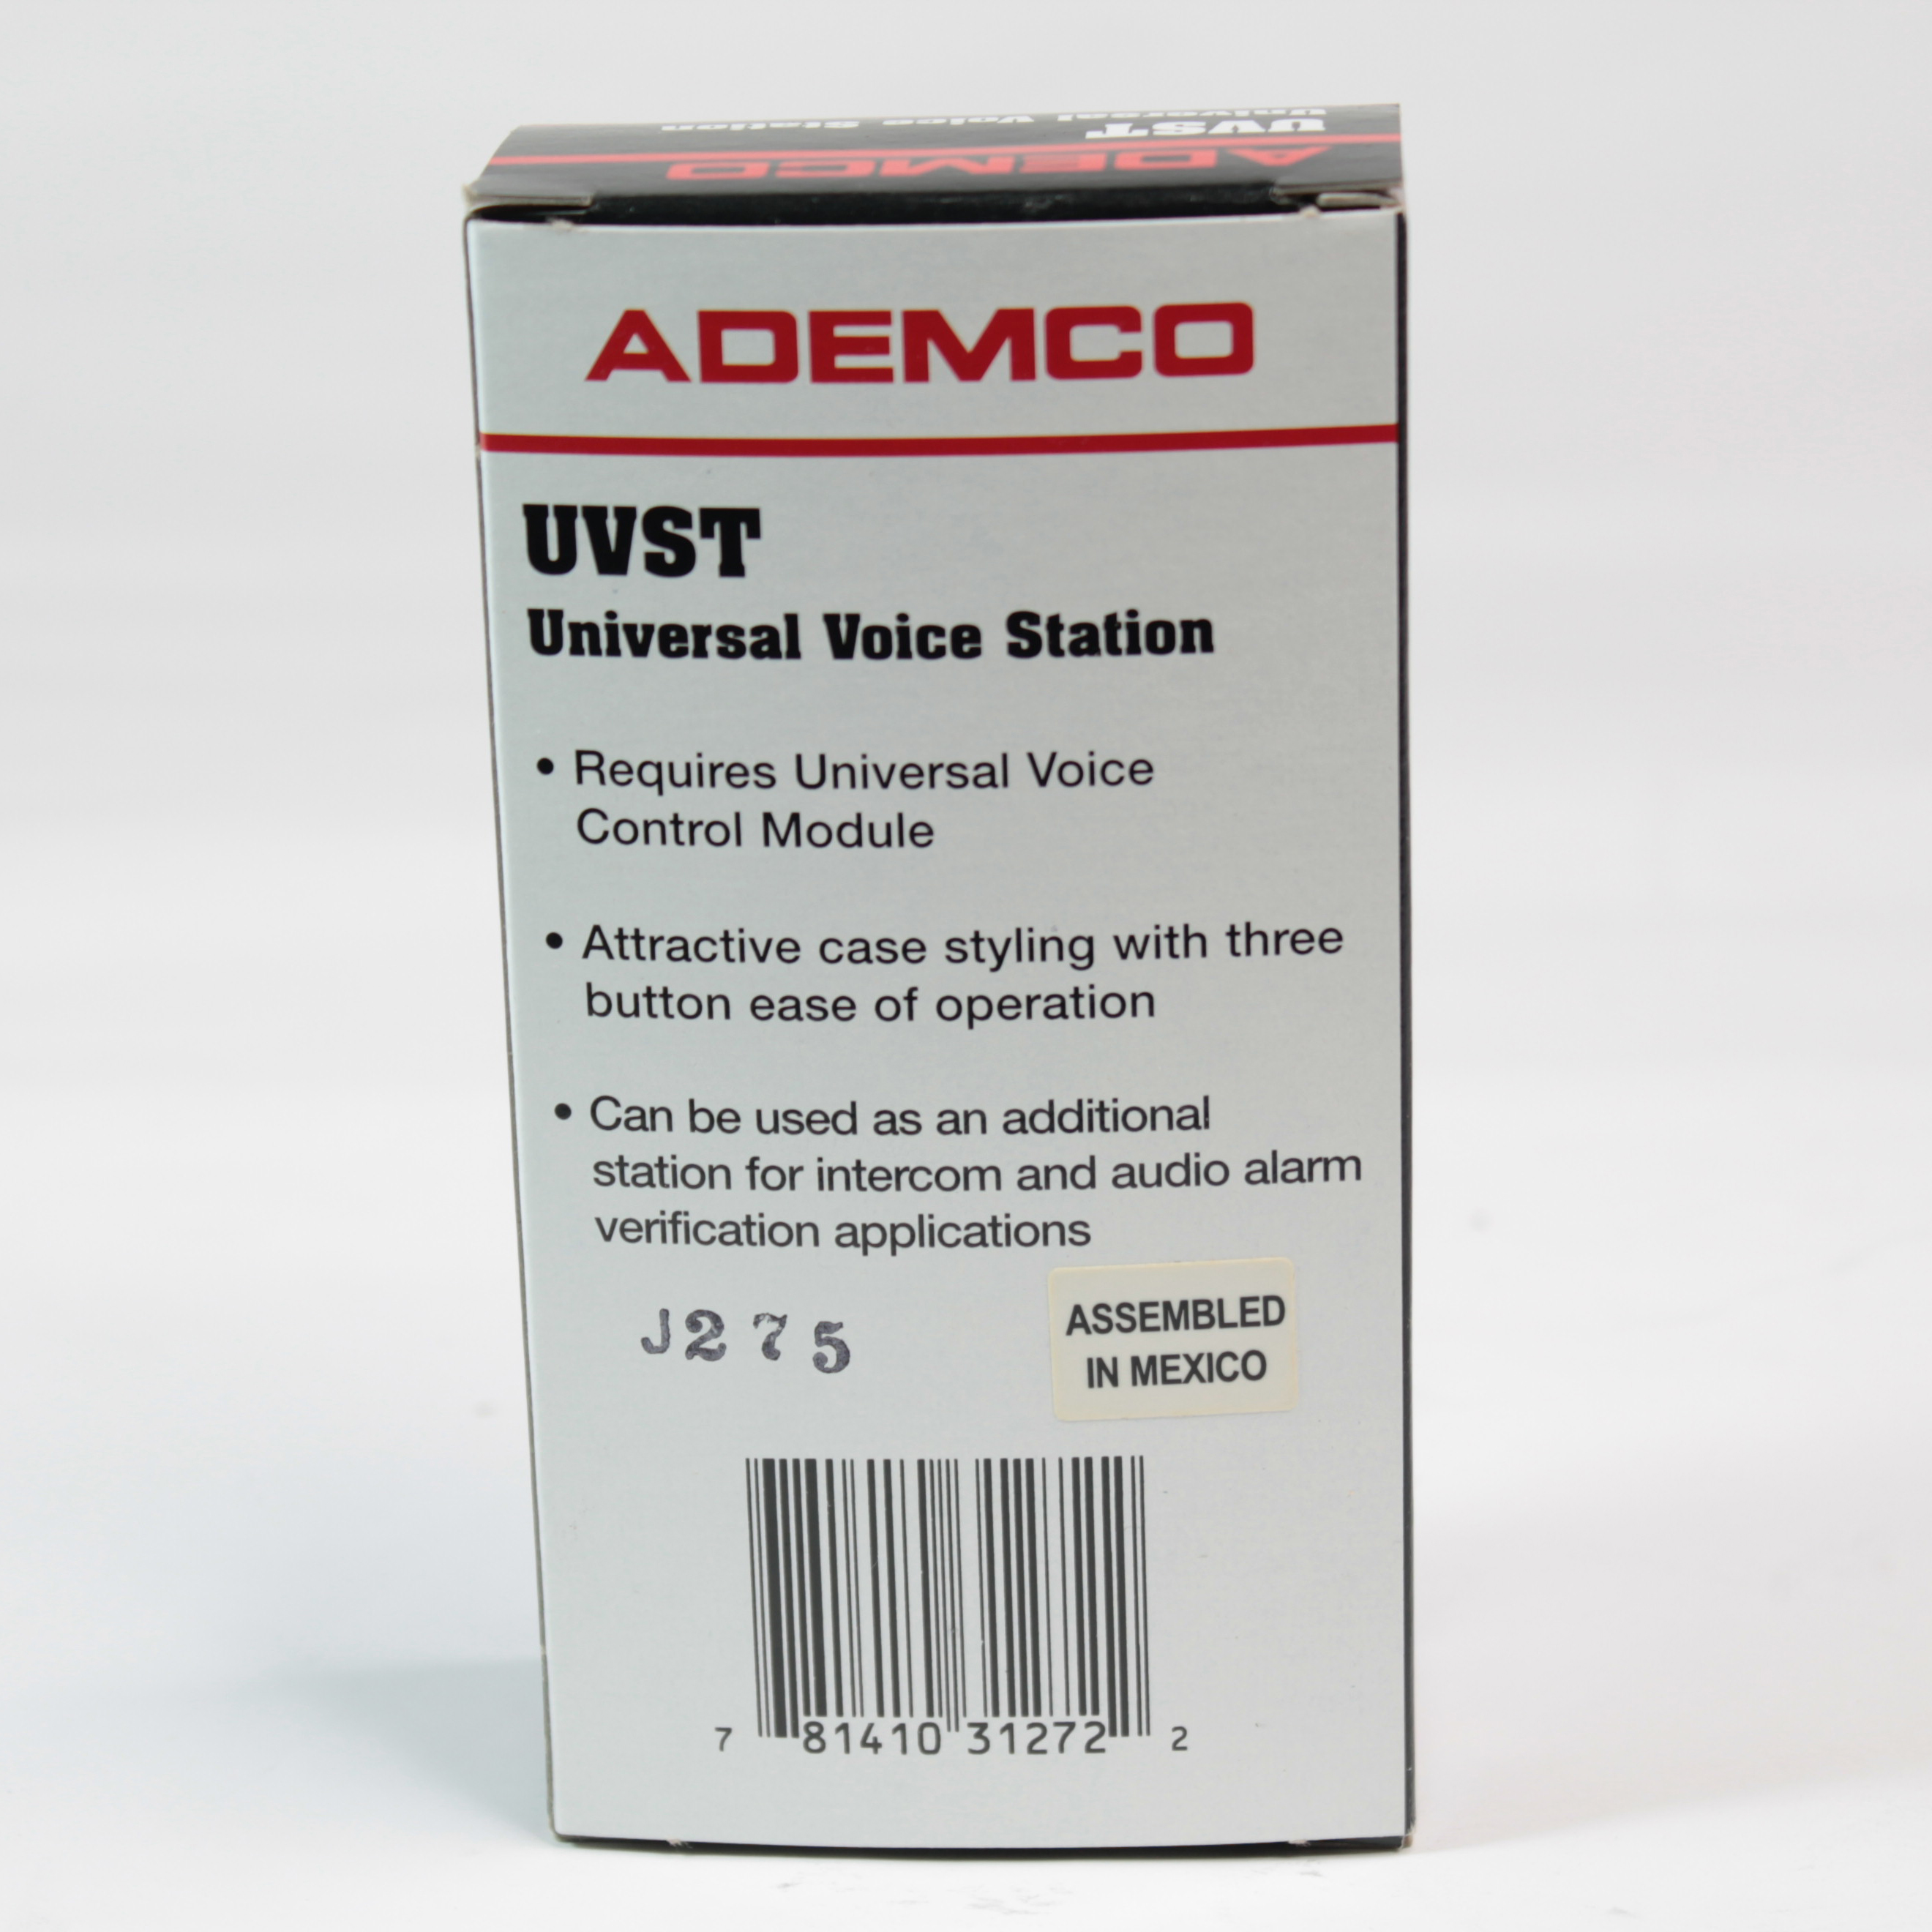 UVST
Universal Voice Station
ADEMCO
ADEMCO
UVST
Universal Voice Station
• Requires Universal Voice
Control Module
• Attractive case styling with three
button ease of operation
• Can be used as an additional
station for intercom and audio alarm
verification applications
J275
ASSEMBLED
IN MEXICO
7 81410 31272 2